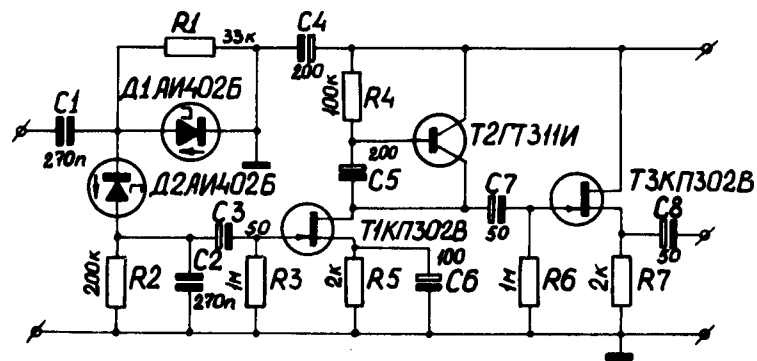 R1
33к
C4
200
Д1АИ402Б
C1
270п
100к
R4
Т2ГТ311И
200
C5
Д2АИ402Б
C3
50
Т1КП302В
C7
50
Т3КП302В
C8
50
200к
R2
C2
270п
1м
R3
2к
R5
100
C6
1м
R6
2к
R7